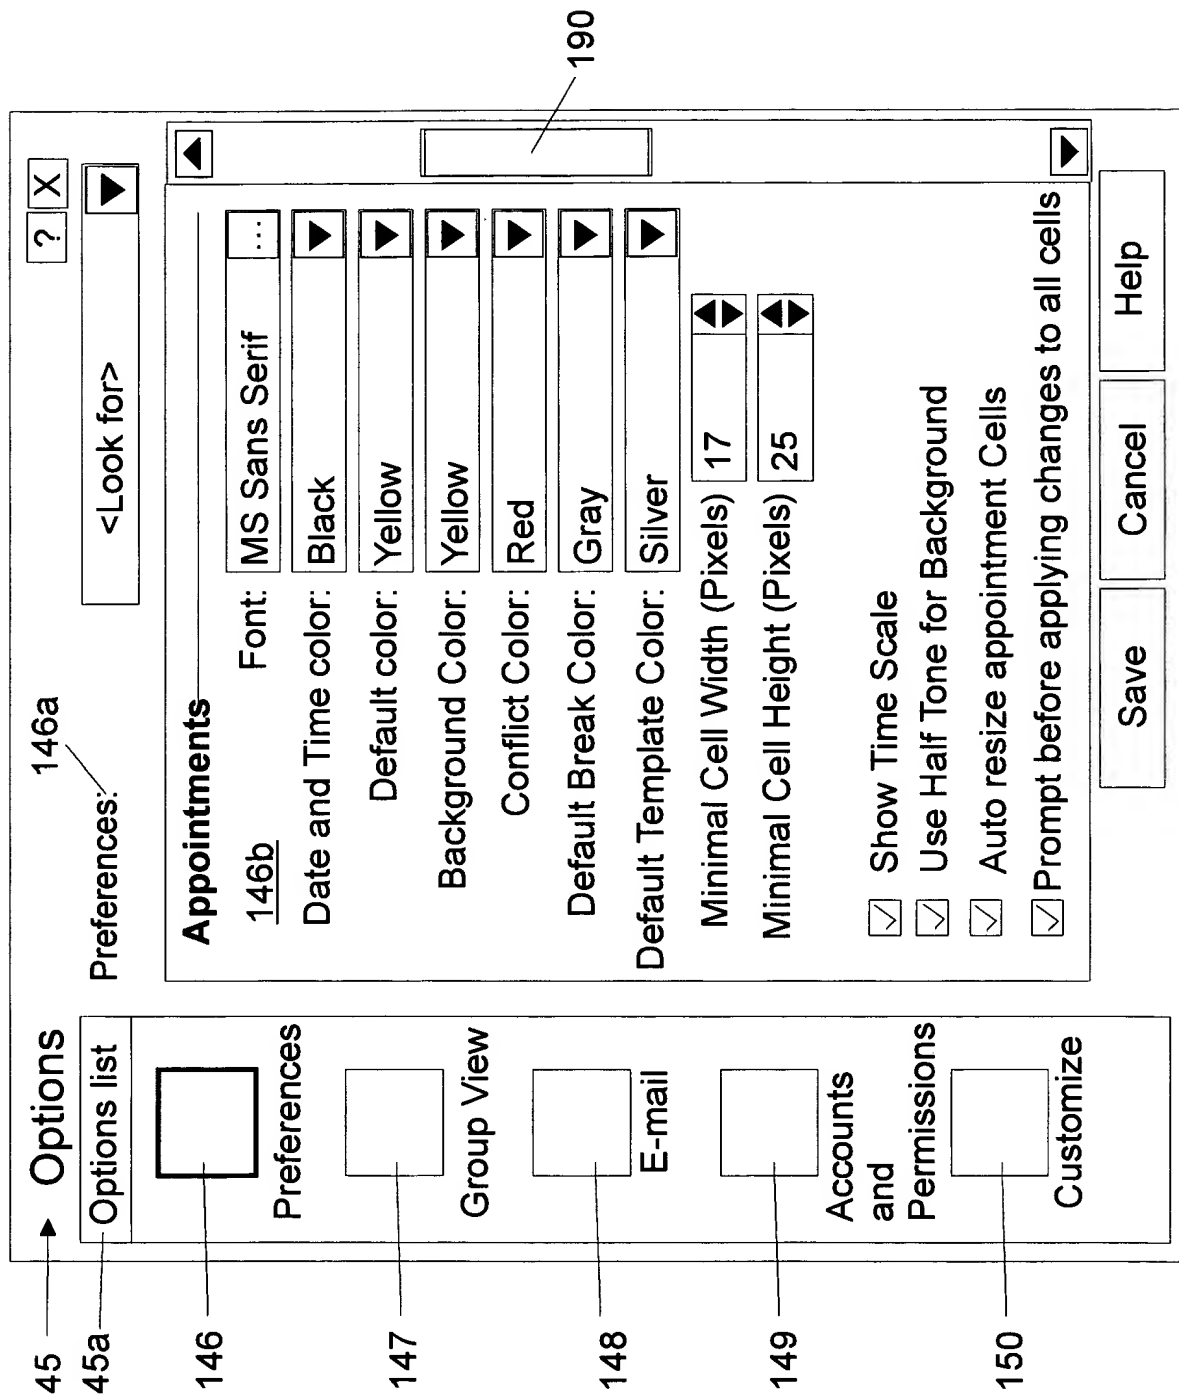 45 Options
? X
45a Options list
Preferences: 146a
<Look for>
146
Preferences
147
Group View
148
E-mail
149
Accounts
and
Permissions
150
Customize
Appointments
146b
Font: MS Sans Serif ...
Date and Time color: Black
Default color: Yellow
Background Color: Yellow
Conflict Color: Red
Default Break Color: Gray
Default Template Color: Silver
Minimal Cell Width (Pixels) 17
Minimal Cell Height (Pixels) 25
Show Time Scale
Use Half Tone for Background
Auto resize appointment Cells
Prompt before applying changes to all cells
190
Save Cancel Help